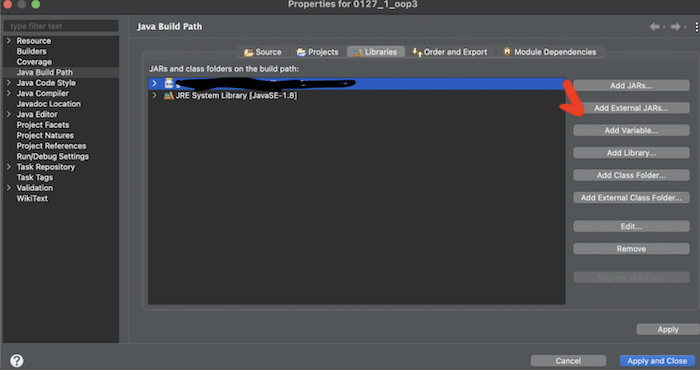 Properties for 0127_1_oop3
type filter text
Java Build Path
Resource
Builders
Coverage
Java Build Path
Java Code Style
Java Compiler
Javadoc Location
Java Editor
Project Facets
Project Natures
Project References
Run/Debug Settings
Task Repository
Task Tags
Validation
WikiText
Source
Projects
Libraries
Order and Export
Module Dependencies
JARs and class folders on the build path:
JRE System Library [JavaSE-1.8]
Add JARs...
Add External JARs...
Add Variable...
Add Library...
Add Class Folder...
Add External Class Folder...
Edit...
Remove
Migrate JAR File...
Apply
?
Cancel
Apply and Close